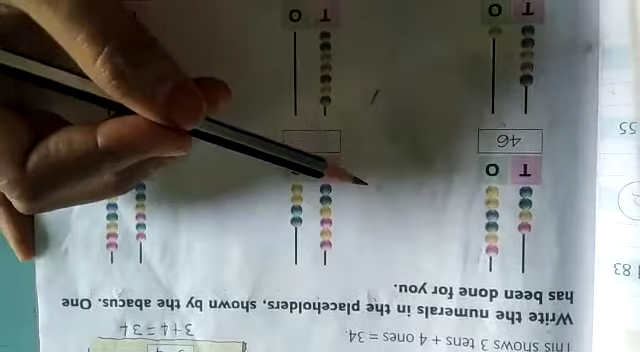 This shows 3 tens + 4 ones = 34.
3+4=34
Write the numerals in the placeholders, shown by the abacus. One
has been done for you.
83
T O
46
T O
T O
55